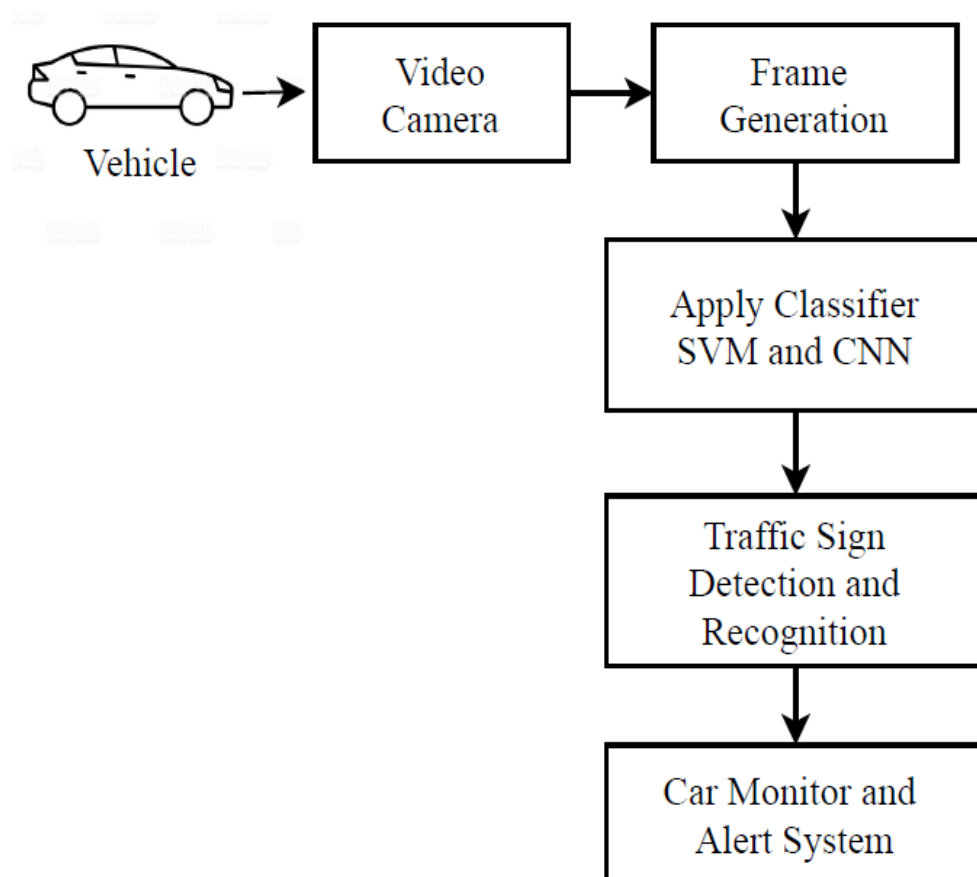 Video
Camera
Frame
Generation
Vehicle
Apply Classifier
SVM and CNN
Traffic Sign
Detection and
Recognition
Car Monitor and
Alert System